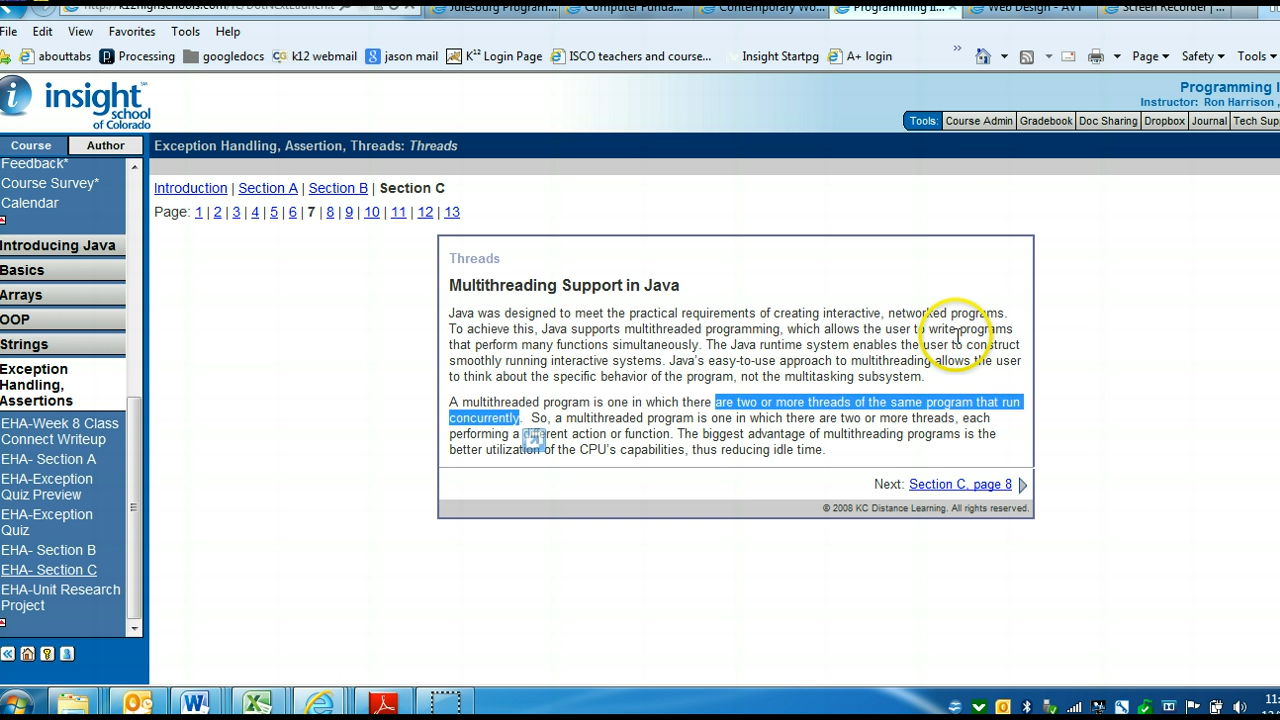 Julesburg Program...
Computer Funda...
Contemporary Wo...
Programming I...
Web Design - AVT
Screen Recorder | ...
File Edit View Favorites Tools Help
abouttabs Processing googledocs k12 webmail jason mail K¹² Login Page ISCO teachers and course... Insight Startpg A+ login
Page Safety Tools
insight
school
of Colorado
Programming I
Instructor: Ron Harrison
Tools: Course Admin Gradebook Doc Sharing Dropbox Journal Tech Sup
Course Author
Exception Handling, Assertion, Threads: Threads
Feedback*
Course Survey*
Calendar
Introducing Java
Basics
Arrays
OOP
Strings
Exception
Handling,
Assertions
EHA-Week 8 Class
Connect Writeup
EHA- Section A
EHA-Exception
Quiz Preview
EHA-Exception
Quiz
EHA- Section B
EHA- Section C
EHA-Unit Research
Project
Introduction | Section A | Section B | Section C
Page: 1 | 2 | 3 | 4 | 5 | 6 | 7 | 8 | 9 | 10 | 11 | 12 | 13
Threads
Multithreading Support in Java
Java was designed to meet the practical requirements of creating interactive, networked programs.
To achieve this, Java supports multithreaded programming, which allows the user to write programs
that perform many functions simultaneously. The Java runtime system enables the user to construct
smoothly running interactive systems. Java's easy-to-use approach to multithreading allows the user
to think about the specific behavior of the program, not the multitasking subsystem.
A multithreaded program is one in which there are two or more threads of the same program that run
concurrently. So, a multithreaded program is one in which there are two or more threads, each
performing a different action or function. The biggest advantage of multithreading programs is the
better utilization of the CPU's capabilities, thus reducing idle time.
Next: Section C, page 8
© 2008 KC Distance Learning. All rights reserved.